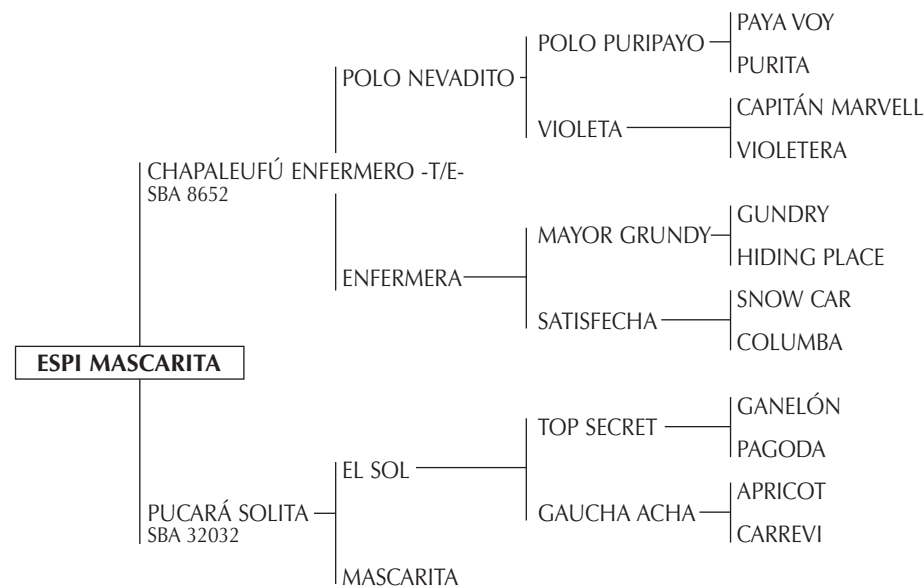 PAYA VOY
POLO PURIPAYO
PURITA
POLO NEVADITO
CAPITÁN MARVELL
VIOLETA
VIOLETERA
CHAPALEUFÚ ENFERMERO -T/E-
SBA 8652
GUNDRY
MAYOR GRUNDY
HIDING PLACE
ENFERMERA
SNOW CAR
SATISFECHA
COLUMBA
ESPI MASCARITA
GANELÓN
TOP SECRET
PAGODA
EL SOL
APRICOT
GAUCHA ACHA
CARREVI
PUCARÁ SOLITA
SBA 32032
MASCARITA